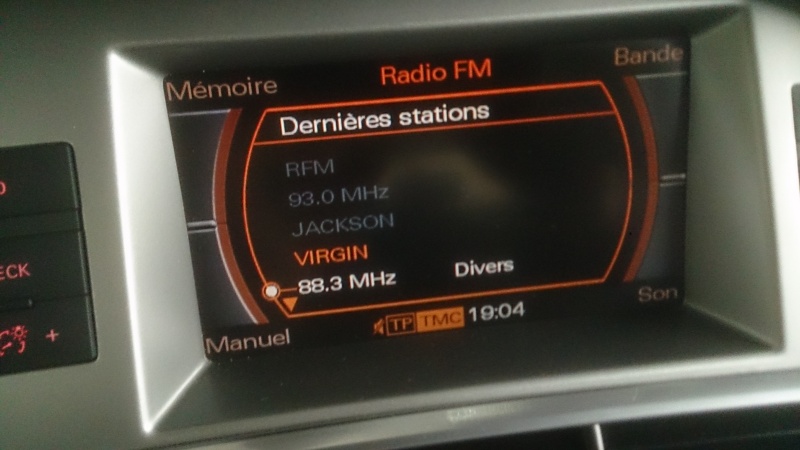 Mémoire
Radio FM
Bande
Dernières stations
RFM
93.0 MHz
JACKSON
VIRGIN
88.3 MHz Divers
Son
Manuel
TP TMC 19:04
+